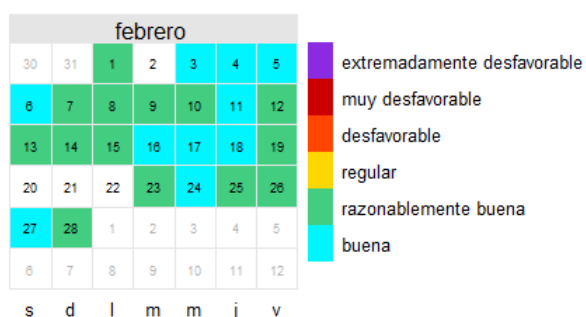 febrero
30 31 1 2 3 4 5
6 7 8 9 10 11 12
13 14 15 16 17 18 19
20 21 22 23 24 25 26
27 28 1 2 3 4 5
6 7 8 9 10 11 12
s d l m m j v
extremadamente desfavorable
muy desfavorable
desfavorable
regular
razonablemente buena
buena